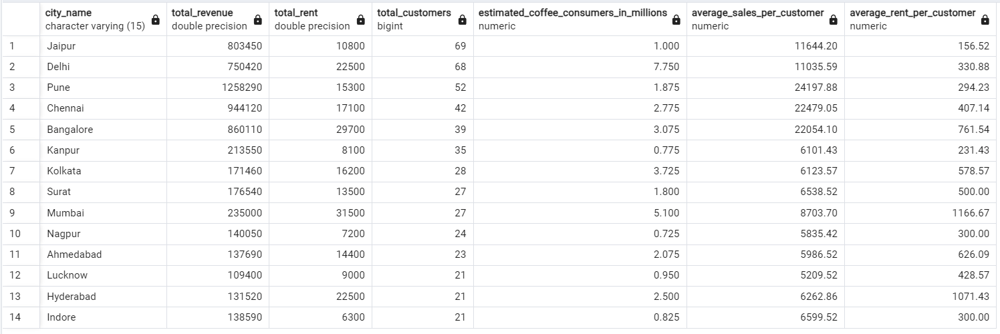 city_name total_revenue total_rent total_customers estimated_coffee_consumers_in_millions average_sales_per_customer average_rent_per_customer
character varying (15) double precision double precision bigint numeric numeric numeric
1 Jaipur 803450 10800 69 1.000 11644.20 156.52
2 Delhi 750420 22500 68 7.750 11035.59 330.88
3 Pune 1258290 15300 52 1.875 24197.88 294.23
4 Chennai 944120 17100 42 2.775 22479.05 407.14
5 Bangalore 860110 29700 39 3.075 22054.10 761.54
6 Kanpur 213550 8100 35 0.775 6101.43 231.43
7 Kolkata 171460 16200 28 3.725 6123.57 578.57
8 Surat 176540 13500 27 1.800 6538.52 500.00
9 Mumbai 235000 31500 27 5.100 8703.70 1166.67
10 Nagpur 140050 7200 24 0.725 5835.42 300.00
11 Ahmedabad 137690 14400 23 2.075 5986.52 626.09
12 Lucknow 109400 9000 21 0.950 5209.52 428.57
13 Hyderabad 131520 22500 21 2.500 6262.86 1071.43
14 Indore 138590 6300 21 0.825 6599.52 300.00